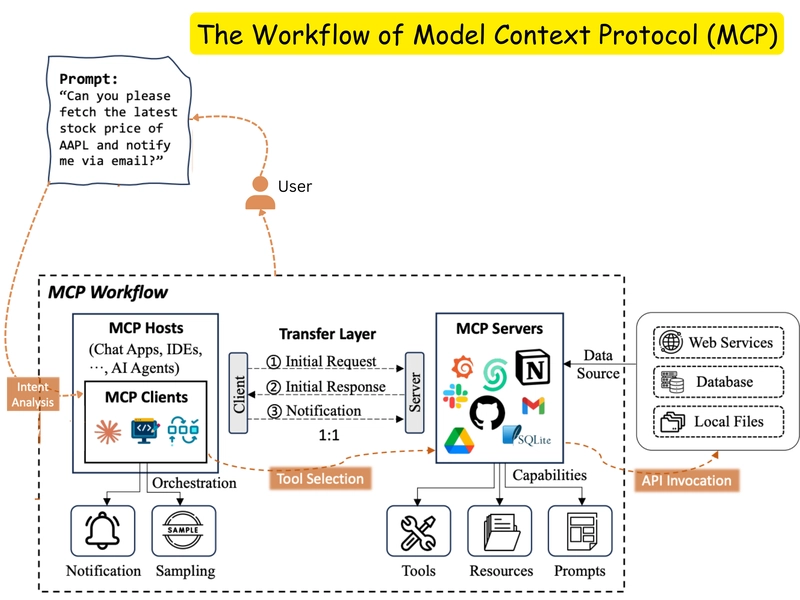 The Workflow of Model Context Protocol (MCP)
Prompt:
“Can you please
fetch the latest
stock price of
AAPL and notify
me via email?”
User
MCP Workflow
MCP Hosts
(Chat Apps, IDEs,
···, AI Agents)
MCP Clients
Intent
Analysis
Transfer Layer
Client
① Initial Request
② Initial Response
③ Notification
1:1
Server
MCP Servers
N
SQLite
Data
Source
Web Services
Database
Local Files
Orchestration
Tool Selection
Capabilities
API Invocation
SAMPLE
Notification
Sampling
Tools
Resources
Prompts